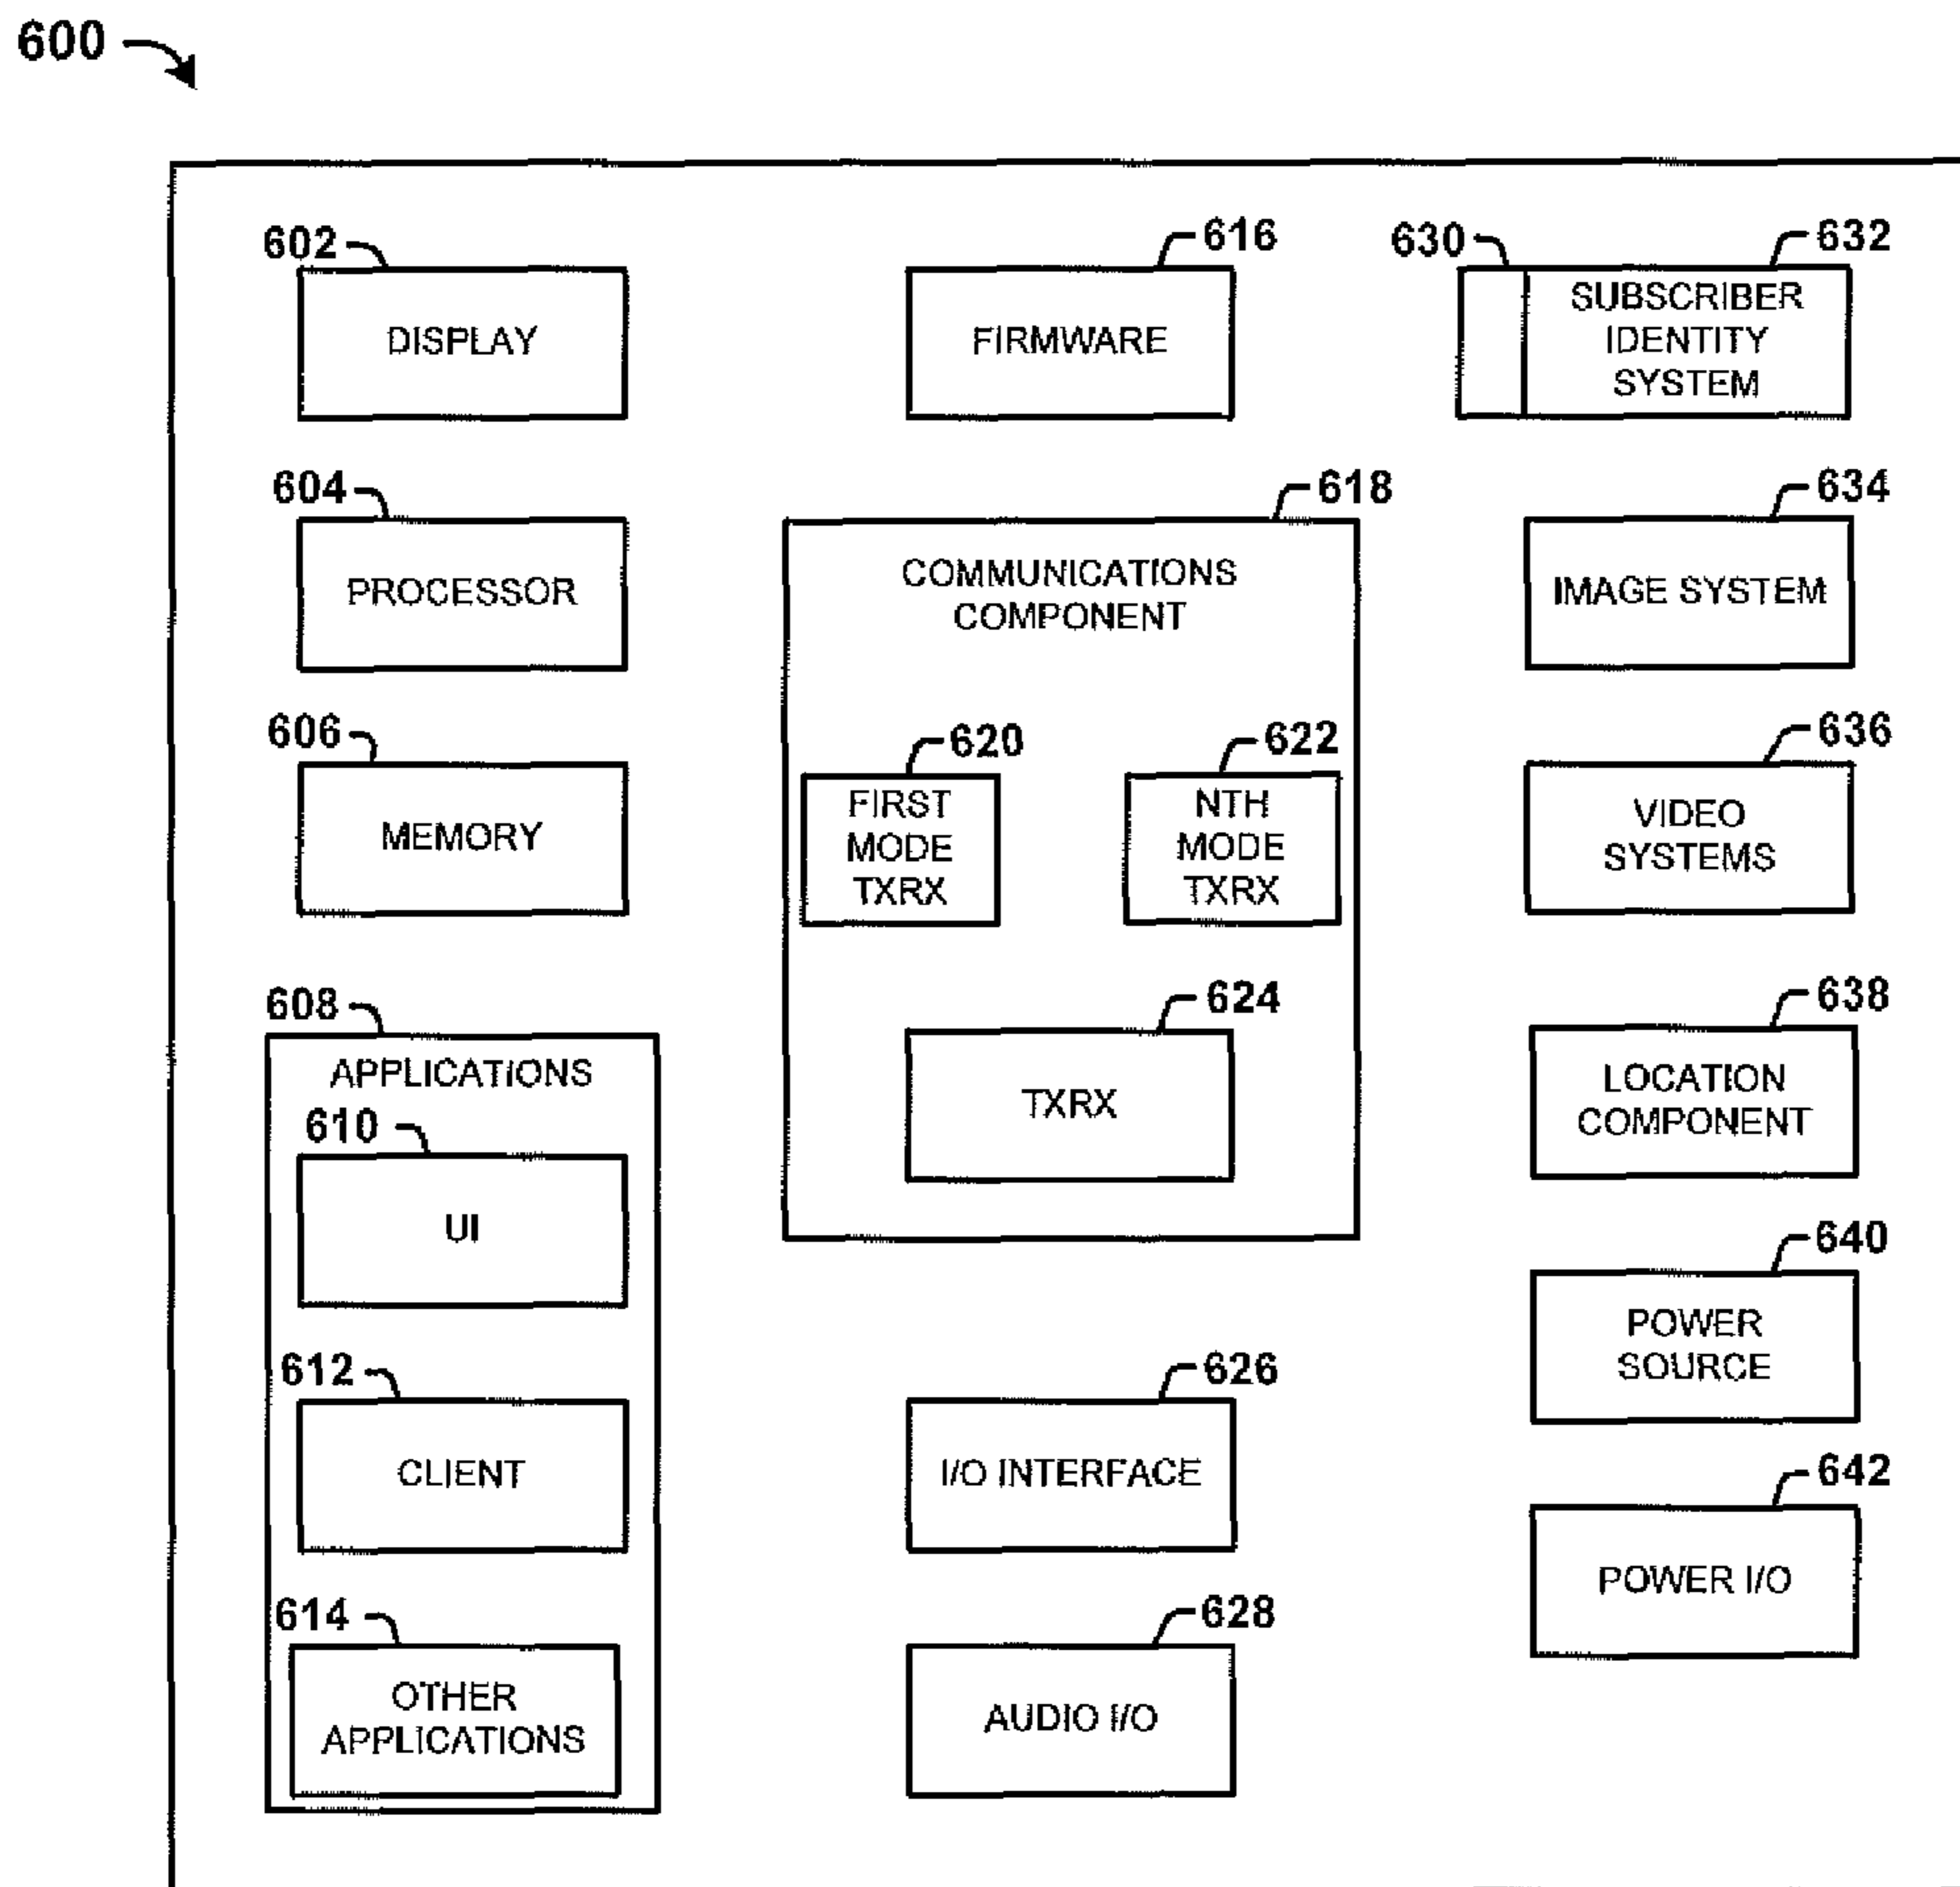 600
602
DISPLAY
604
PROCESSOR
606
MEMORY
608
APPLICATIONS
610
UI
612
CLIENT
614
OTHER
APPLICATIONS
616
FIRMWARE
618
COMMUNICATIONS
COMPONENT
620
FIRST
MODE
TXRX
622
NTH
MODE
TXRX
624
TXRX
626
I/O INTERFACE
628
AUDIO I/O
630
632
SUBSCRIBER
IDENTITY
SYSTEM
634
IMAGE SYSTEM
636
VIDEO
SYSTEMS
638
LOCATION
COMPONENT
640
POWER
SOURCE
642
POWER I/O